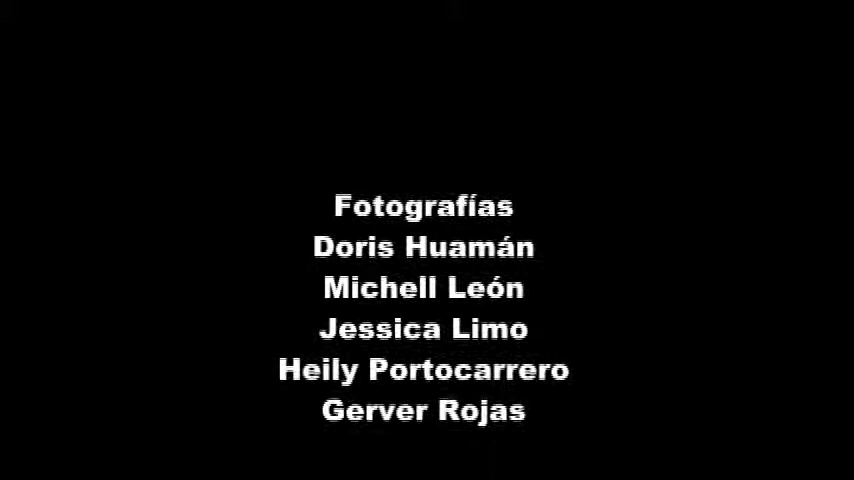 Fotografías
Doris Huamán
Michell León
Jessica Limo
Heily Portocarrero
Gerver Rojas